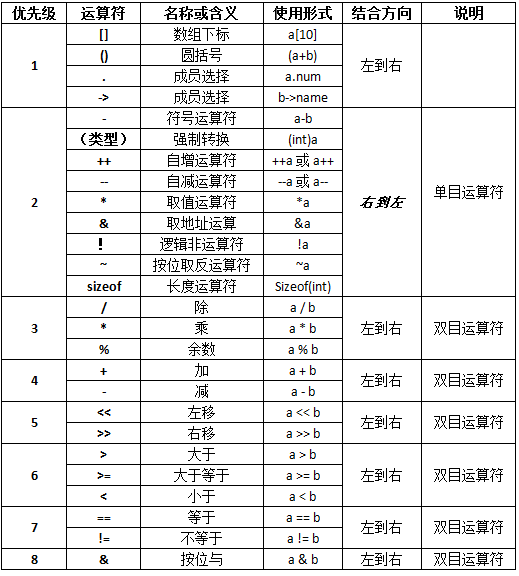 优先级 运算符 名称或含义 使用形式 结合方向 说明
1 [] 数组下标 a[10] 左到右
() 圆括号 (a+b)
. 成员选择 a.num
-> 成员选择 b->name
2 - 符号运算符 a-b 右到左 单目运算符
（类型） 强制转换 (int)a
++ 自增运算符 ++a 或 a++
-- 自减运算符 --a 或 a--
* 取值运算符 *a
& 取地址运算 &a
! 逻辑非运算符 !a
~ 按位取反运算符 ~a
sizeof 长度运算符 Sizeof(int)
3 / 除 a / b 左到右 双目运算符
* 乘 a * b
% 余数 a % b
4 + 加 a + b 左到右 双目运算符
- 减 a - b
5 << 左移 a << b 左到右 双目运算符
>> 右移 a >> b
6 > 大于 a > b 左到右 双目运算符
>= 大于等于 a >= b
< 小于 a < b
7 == 等于 a == b 左到右 双目运算符
!= 不等于 a != b
8 & 按位与 a & b 左到右 双目运算符